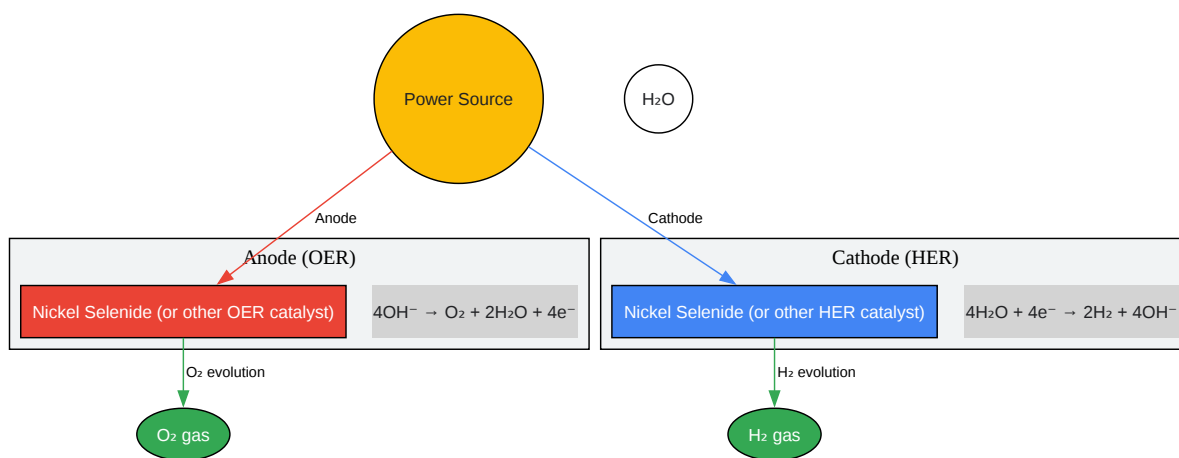 Power Source
H₂O
Anode
Cathode
Anode (OER)
Cathode (HER)
Nickel Selenide (or other OER catalyst)
4OH⁻ → O₂ + 2H₂O + 4e⁻
Nickel Selenide (or other HER catalyst)
4H₂O + 4e⁻ → 2H₂ + 4OH⁻
O₂ evolution
H₂ evolution
O₂ gas
H₂ gas